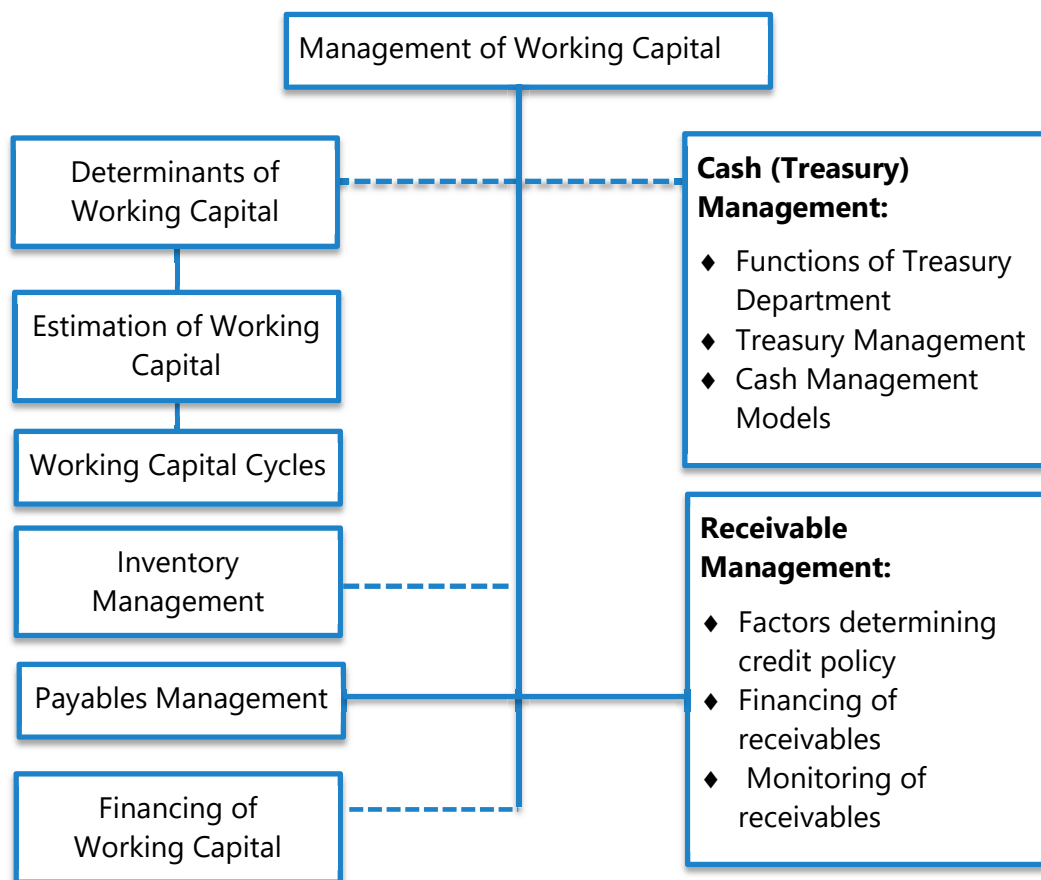 Management of Working Capital
Determinants of
Working Capital
Estimation of Working
Capital
Working Capital Cycles
Inventory
Management
Payables Management
Financing of
Working Capital
Cash (Treasury)
Management:
♦ Functions of Treasury
Department
♦ Treasury Management
♦ Cash Management
Models
Receivable
Management:
♦ Factors determining
credit policy
♦ Financing of
receivables
♦ Monitoring of
receivables